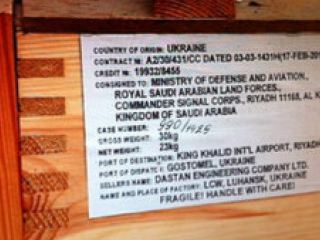 COUNTRY OF ORIGIN: UKRAINE
CONTRACT №: A2/30/431/CC DATED 03-03-1431H(17-FEB-201
CREDIT №: 19932/8455
CONSIGNED TO: MINISTRY OF DEFENSE AND AVIATION.,
ROYAL SAUDI ARABIAN LAND FORCES.,
COMMANDER SIGNAL CORPS., RIYADH 11165, AL K
KINGDOM OF SAUDI ARABIA
CASE NUMBER:
GROSS WEIGHT: 30kg
NET WEIGHT: 23kg
PORT OF DESTINATION: KING KHALID INT'L AIRPORT, RIYADH
PORT OF DISPATCH: GOSTOMEL, UKRAINE
SELLERS NAME: DASTAN ENGINEERING COMPANY LTD.
NAME AND PLACE OF FACTORY: LCW, LUHANSK, UKRAINE
FRAGILE! HANDLE WITH CARE!